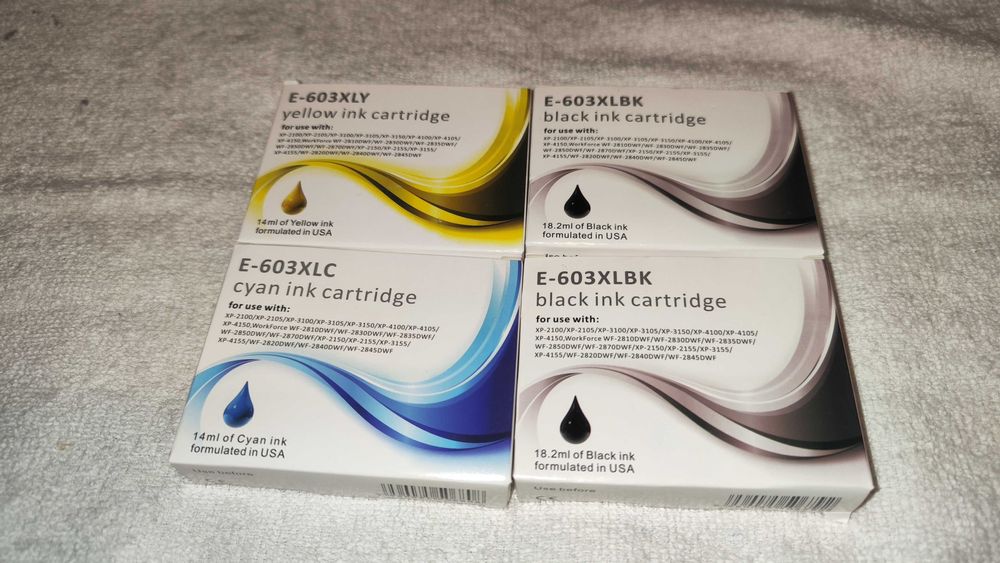 E-603XLY
yellow ink cartridge
for use with:
XP-2100/XP-2105/XP-3100/XP-3105/XP-3150/XP-4100/XP-4105/
XP-4150,WorkForce WF-2810DWF/WF-2830DWF/WF-2835DWF/
WF-2850DWF/WF-2870DWF/XP-2150/XP-2155/XP-3155/
XP-4155/WF-2820DWF/WF-2840DWF/WF-2845DWF
14ml of Yellow ink
formulated in USA
E-603XLBK
black ink cartridge
for use with:
XP-2100/XP-2105/XP-3100/XP-3105/XP-3150/XP-4100/XP-4105/
XP-4150,WorkForce WF-2810DWF/WF-2830DWF/WF-2835DWF/
WF-2850DWF/WF-2870DWF/XP-2150/XP-2155/XP-3155/
XP-4155/WF-2820DWF/WF-2840DWF/WF-2845DWF
18.2ml of Black ink
formulated in USA
E-603XLC
cyan ink cartridge
for use with:
XP-2100/XP-2105/XP-3100/XP-3105/XP-3150/XP-4100/XP-4105/
XP-4150,WorkForce WF-2810DWF/WF-2830DWF/WF-2835DWF/
WF-2850DWF/WF-2870DWF/XP-2150/XP-2155/XP-3155/
XP-4155/WF-2820DWF/WF-2840DWF/WF-2845DWF
14ml of Cyan ink
formulated in USA
Use before
E-603XLBK
black ink cartridge
for use with:
XP-2100/XP-2105/XP-3100/XP-3105/XP-3150/XP-4100/XP-4105/
XP-4150,WorkForce WF-2810DWF/WF-2830DWF/WF-2835DWF/
WF-2850DWF/WF-2870DWF/XP-2150/XP-2155/XP-3155/
XP-4155/WF-2820DWF/WF-2840DWF/WF-2845DWF
18.2ml of Black ink
formulated in USA
Use before
CE